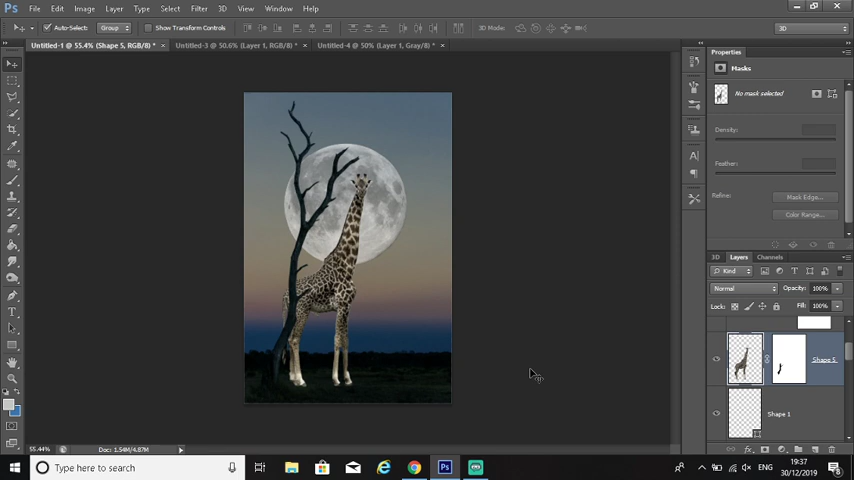 Ps File Edit Image Layer Type Select Filter 3D View Window Help
Auto-Select: Group Show Transform Controls 3D Mode: 3D
Untitled-1 @ 55.4% (Shape 5, RGB/8) * × Untitled-3 @ 50.6% (Layer 1, RGB/8) * × Untitled-4 @ 50% (Layer 1, Gray/8) * ×
Properties
Masks
No mask selected
Density:
Feather:
Refine: Mask Edge...
Color Range...
3D Layers Channels
Kind
Normal Opacity: 100%
Lock: Fill: 100%
Shape 5
Shape 1
55.44% Doc: 1.54M/4.87M
Type here to search
ENG
19:37
30/12/2019